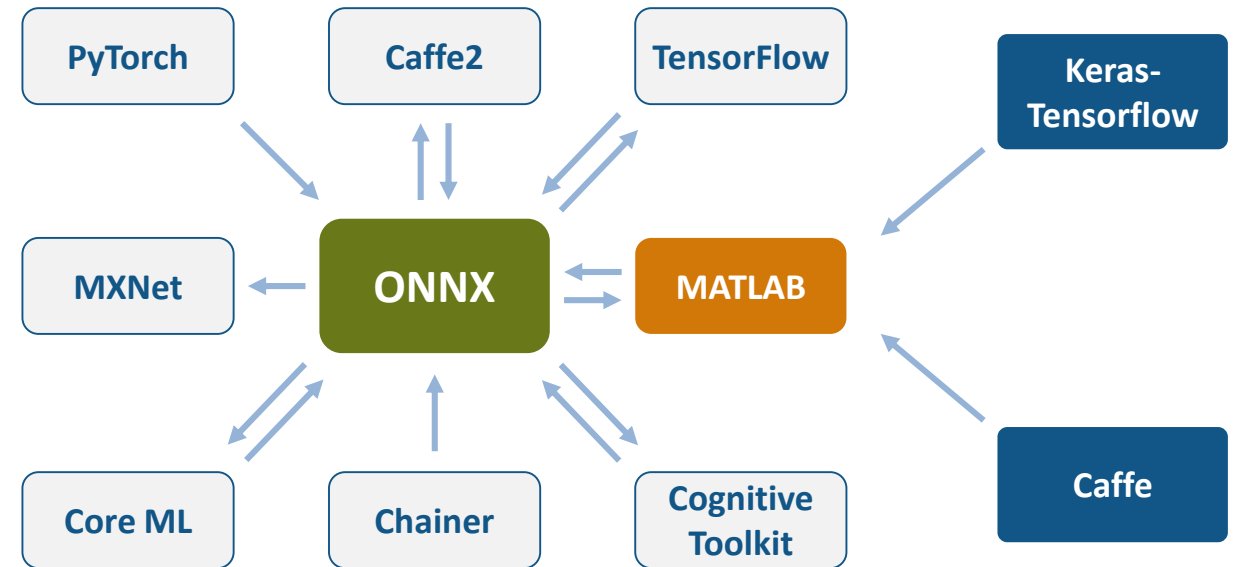 PyTorch
Caffe2
TensorFlow
Keras-
Tensorflow
MXNet
ONNX
MATLAB
Core ML
Chainer
Cognitive
Toolkit
Caffe